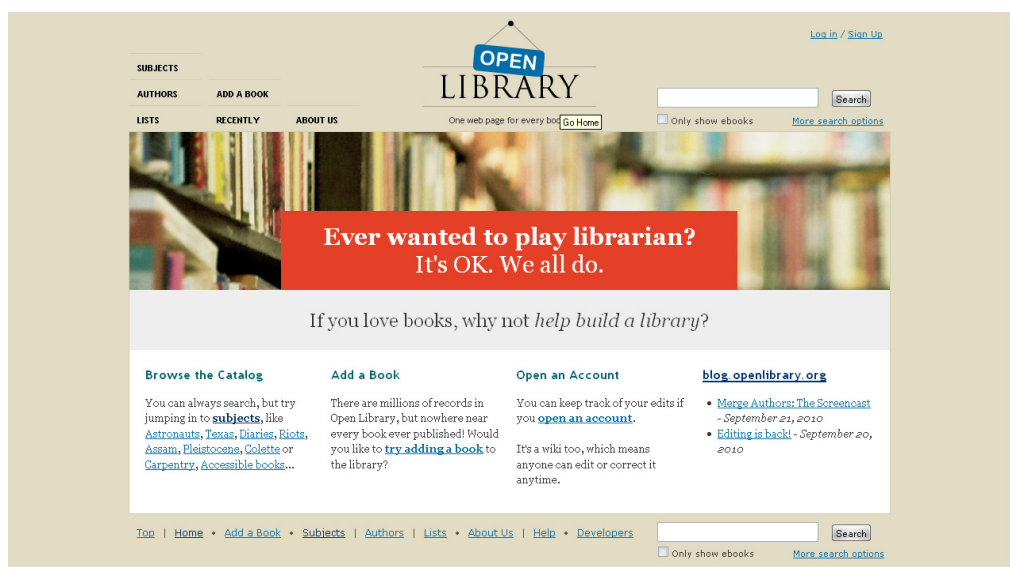 Log in / Sign Up
OPEN
LIBRARY
SUBJECTS
AUTHORS ADD A BOOK
Search
LISTS RECENTLY ABOUT US
One web page for every
Go Home
Only show ebooks More search options
Ever wanted to play librarian?
It's OK. We all do.
If you love books, why not help build a library?
Browse the Catalog
You can always search, but try
jumping in to subjects, like
Astronauts, Texas, Diaries, Riots,
Assam, Pleistocene, Colette or
Carpentry, Accessible books...
Add a Book
There are millions of records in
Open Library, but nowhere near
every book ever published! Would
you like to try adding a book to
the library?
Open an Account
You can keep track of your edits if
you open an account.
It's a wiki too, which means
anyone can edit or correct it
anytime.
blog.openlibrary.org
• Merge Authors: The Screencast
- September 21, 2010
• Editing is back! - September 20,
2010
Top | Home • Add a Book • Subjects | Authors | Lists • About Us | Help • Developers
Search
Only show ebooks More search options